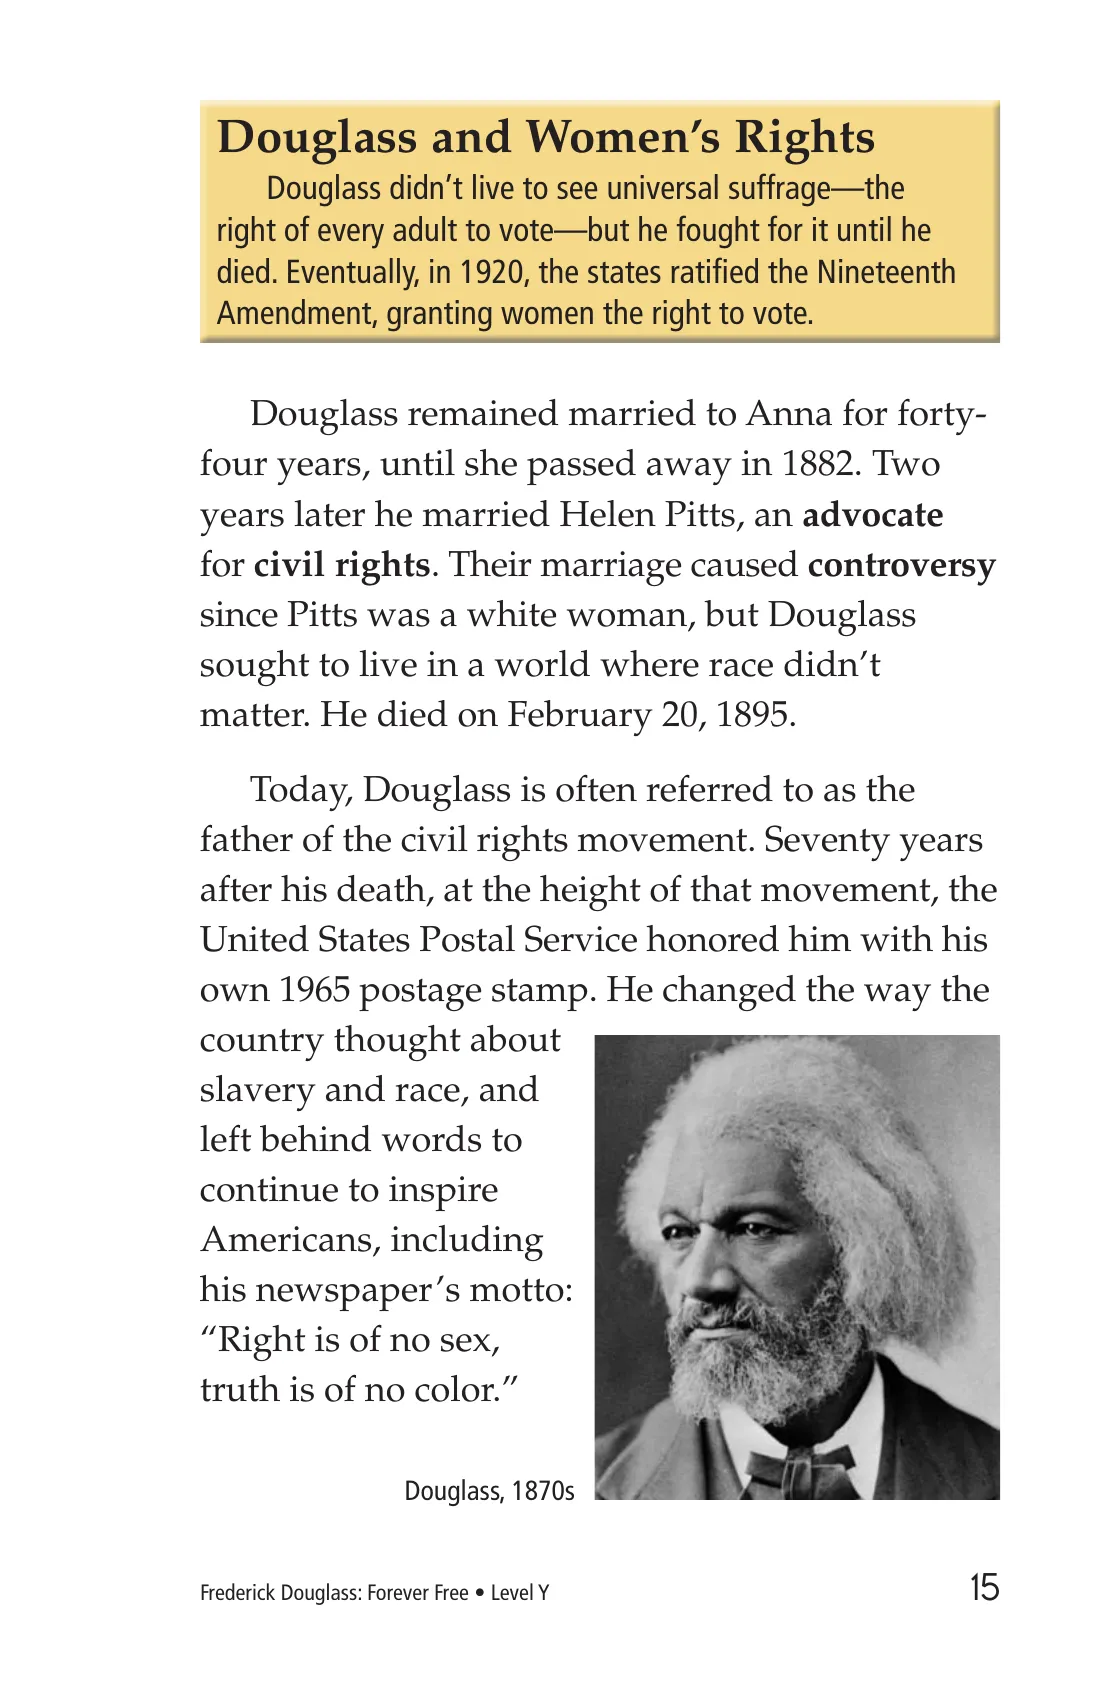 Douglass and Women’s Rights
Douglass didn’t live to see universal suffrage—the
right of every adult to vote—but he fought for it until he
died. Eventually, in 1920, the states ratified the Nineteenth
Amendment, granting women the right to vote.
Douglass remained married to Anna for forty-
four years, until she passed away in 1882. Two
years later he married Helen Pitts, an advocate
for civil rights. Their marriage caused controversy
since Pitts was a white woman, but Douglass
sought to live in a world where race didn’t
matter. He died on February 20, 1895.
Today, Douglass is often referred to as the
father of the civil rights movement. Seventy years
after his death, at the height of that movement, the
United States Postal Service honored him with his
own 1965 postage stamp. He changed the way the
country thought about
slavery and race, and
left behind words to
continue to inspire
Americans, including
his newspaper’s motto:
“Right is of no sex,
truth is of no color.”
Douglass, 1870s
Frederick Douglass: Forever Free • Level Y
15